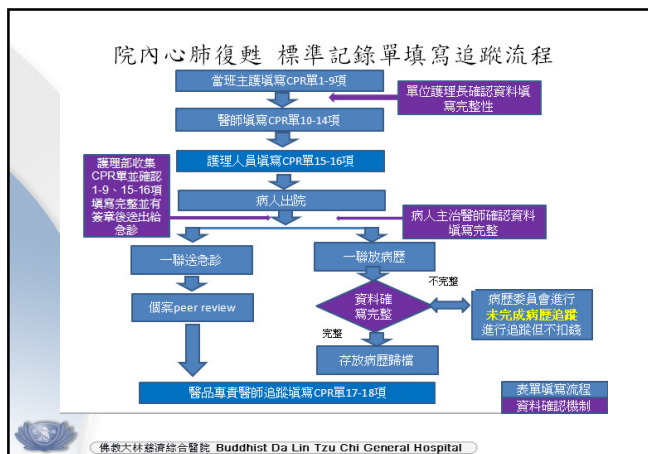 院內心肺復甦 標準記錄單填寫追蹤流程
當班主護填寫CPR單1-9項
單位護理長確認資料填
寫完整性
醫師填寫CPR單10-14項
護理部收集
CPR單並確認
1-9、15-16項
填寫完整並有
簽章後送出給
急診
護理人員填寫CPR單15-16項
病人出院
病人主治醫師確認資料
填寫完整
一聯送急診
一聯放病歷
不完整
個案peer review
資料確
寫完整
病歷委員會進行
未完成病歷追蹤
進行追蹤但不扣錢
完整
存放病歷歸檔
醫品專責醫師追蹤填寫CPR單17-18項
表單填寫流程
資料確認機制
佛教大林慈濟綜合醫院 Buddhist Da Lin Tzu Chi General Hospital